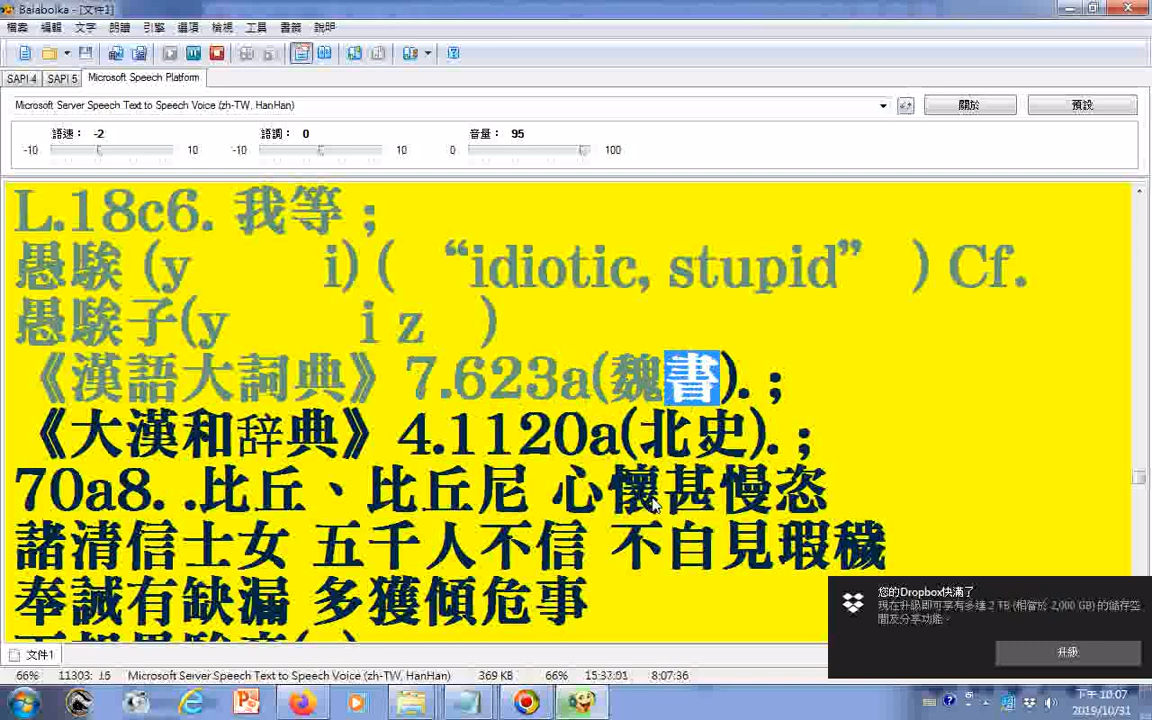 Balabolka - [文件1]
檔案 編輯 文字 朗讀 引擎 選項 檢視 工具 書籤 說明
SAPI 4 SAPI 5 Microsoft Speech Platform
Microsoft Server Speech Text to Speech Voice (zh-TW, HanHan) 關於 預設
語速： -2 語調： 0 音量： 95
-10 10 -10 10 0 100
L.18c6. 我等；
愚騃 (y i) ( “idiotic, stupid” ) Cf.
愚騃子(y i z )
《漢語大詞典》 7.623a(魏書).；
《大漢和辞典》 4.1120a(北史).；
70a8. .比丘、比丘尼 心懷甚慢恣
諸清信士女 五千人不信 不自見瑕穢
奉誡有缺漏 多獲傾危事
您的Dropbox快滿了
現在升級即可享有多達 2 TB (相當於 2,000 GB) 的儲存空
間及分享功能。
升級
文件1
66% 11303: 15 Microsoft Server Speech Text to Speech Voice (zh-TW, HanHan) 369 KB 66% 15:37:01 8:07:36
下午 10:07
2019/10/31